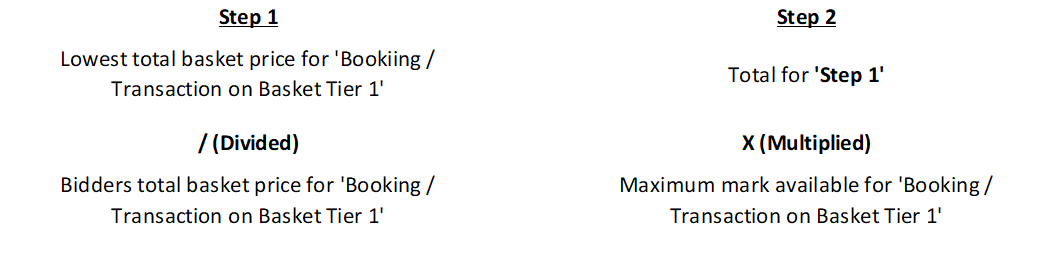 Step 1
Lowest total basket price for 'Bookiing /
Transaction on Basket Tier 1'
/ (Divided)
Bidders total basket price for 'Booking /
Transaction on Basket Tier 1'
Step 2
Total for 'Step 1'
X (Multiplied)
Maximum mark available for 'Booking /
Transaction on Basket Tier 1'